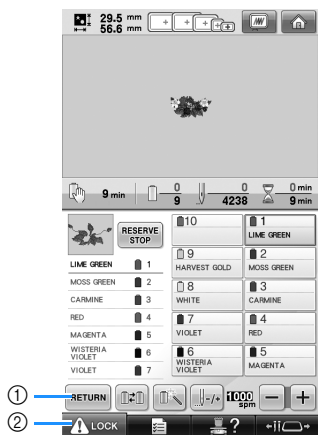 29.5 mm
56.6 mm
9 min
0
9
0
4238
0 min
9 min
RESERVE
STOP
LIME GREEN 1
MOSS GREEN 2
CARMINE 3
RED 4
MAGENTA 5
WISTERIA
VIOLET 6
VIOLET 7
10
1
LIME GREEN
9
HARVEST GOLD
2
MOSS GREEN
8
WHITE
3
CARMINE
7
VIOLET
4
RED
6
WISTERIA
VIOLET
5
MAGENTA
1 RETURN -/+ 1000 spm - +
2 LOCK ?